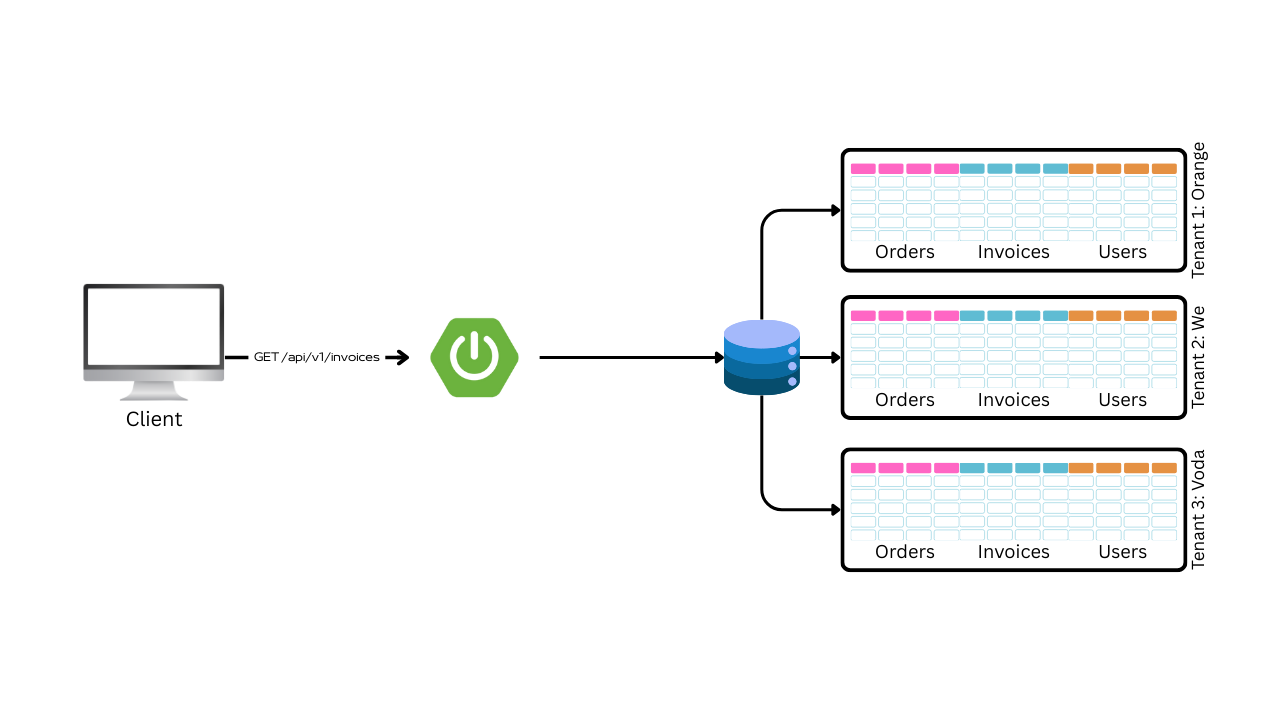 Client
GET /api/v1/invoices
Orders Invoices Users
Tenant 1: Orange
Orders Invoices Users
Tenant 2: We
Orders Invoices Users
Tenant 3: Voda